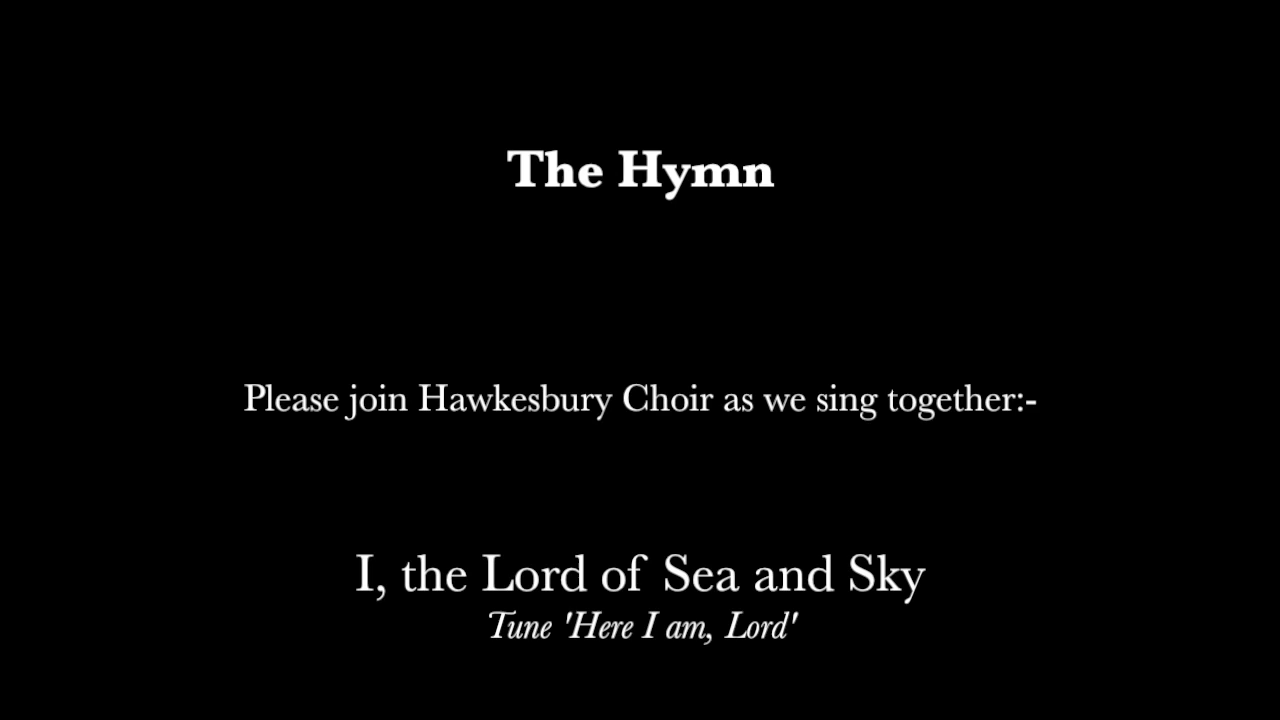 The Hymn
Please join Hawkesbury Choir as we sing together:-
I, the Lord of Sea and Sky
Tune 'Here I am, Lord'